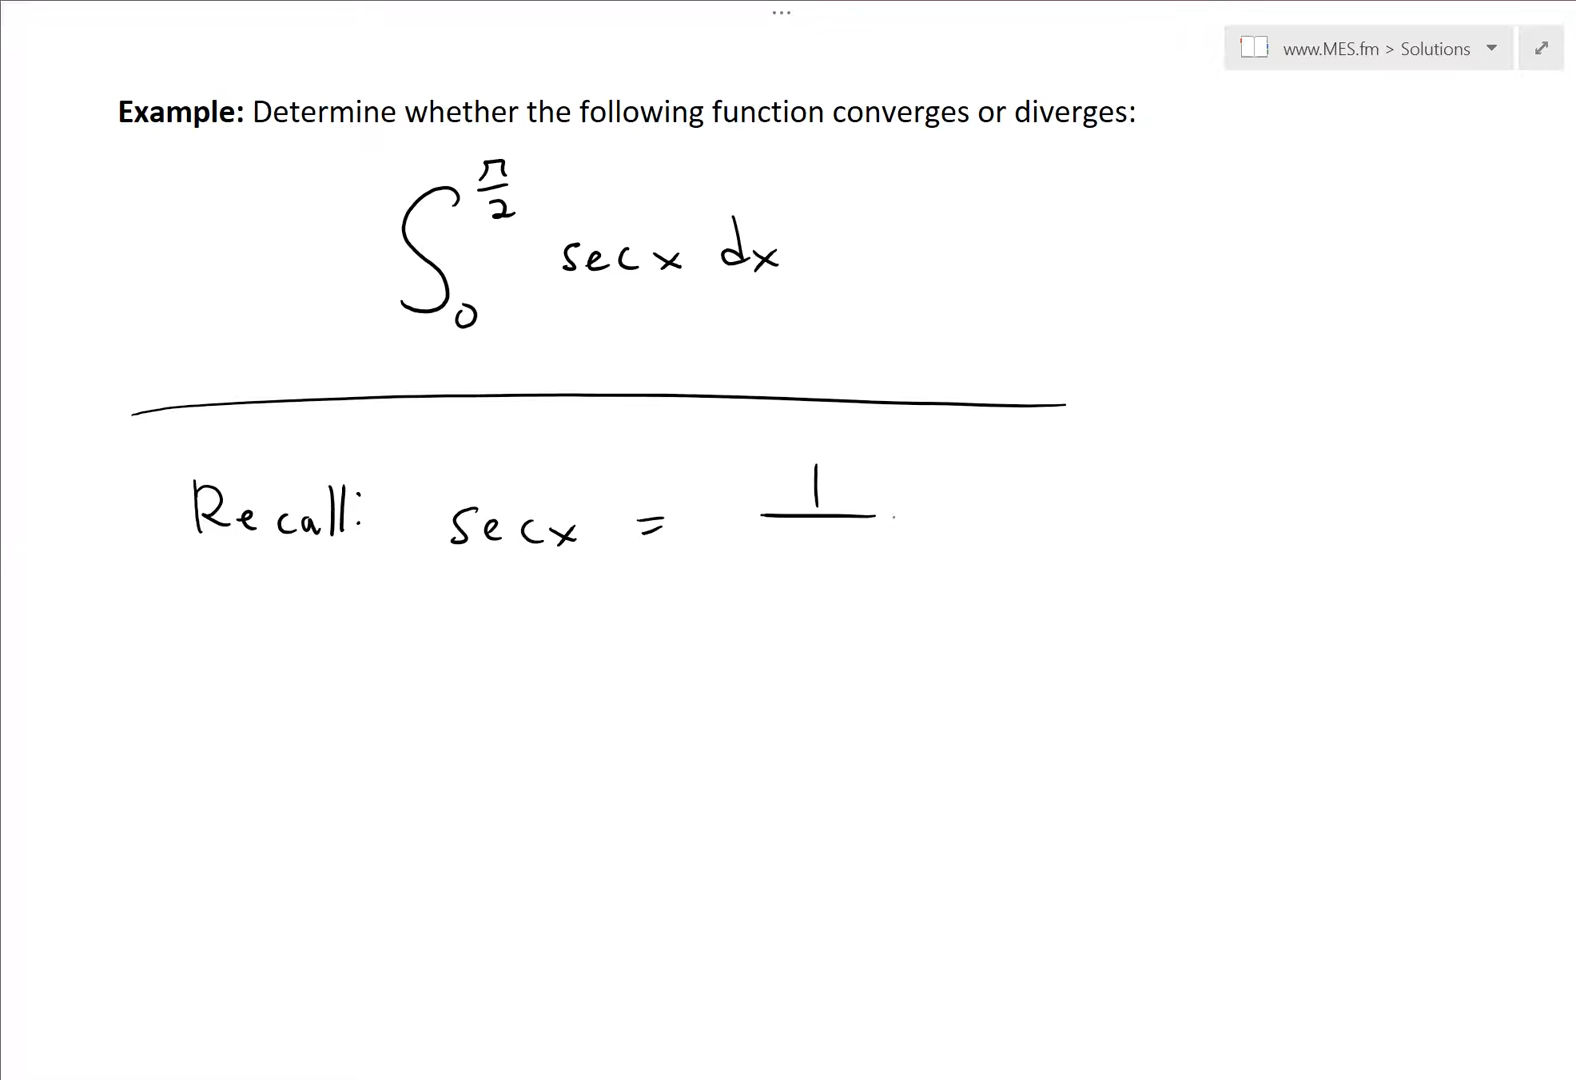 www.MES.fm > Solutions
Example: Determine whether the following function converges or diverges:
∫₀^(π/2) sec x dx
Recall: sec x = 1/